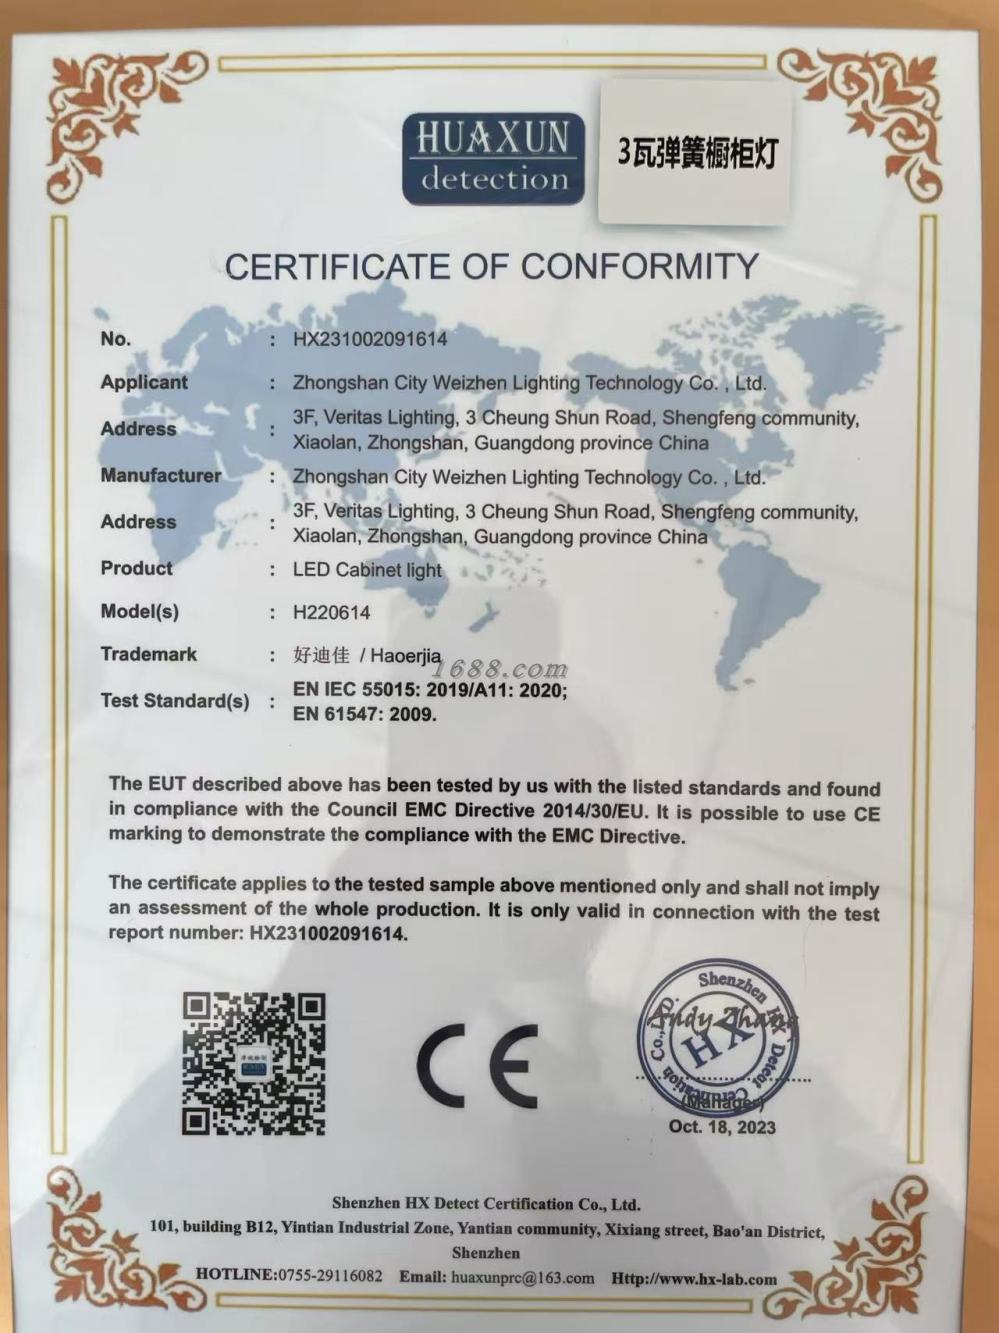 HUAXUN
detection
3瓦弹簧橱柜灯
CERTIFICATE OF CONFORMITY
No. : HX231002091614
Applicant : Zhongshan City Weizhen Lighting Technology Co. , Ltd.
Address : 3F, Veritas Lighting, 3 Cheung Shun Road, Shengfeng community,
Xiaolan, Zhongshan, Guangdong province China
Manufacturer : Zhongshan City Weizhen Lighting Technology Co. , Ltd.
Address : 3F, Veritas Lighting, 3 Cheung Shun Road, Shengfeng community,
Xiaolan, Zhongshan, Guangdong province China
Product : LED Cabinet light
Model(s) : H220614
Trademark : 好迪佳 / Haoerjia
1688.com
Test Standard(s) : EN IEC 55015: 2019/A11: 2020;
EN 61547: 2009.
The EUT described above has been tested by us with the listed standards and found
in compliance with the Council EMC Directive 2014/30/EU. It is possible to use CE
marking to demonstrate the compliance with the EMC Directive.
The certificate applies to the tested sample above mentioned only and shall not imply
an assessment of the whole production. It is only valid in connection with the test
report number: HX231002091614.
HUAXUN
CE
Shenzhen HX Detect Certification Co.,LTD.
HX
Andy Zhang
(Manager)
Oct. 18, 2023
Shenzhen HX Detect Certification Co., Ltd.
101, building B12, Yintian Industrial Zone, Yantian community, Xixiang street, Bao'an District,
Shenzhen
HOTLINE:0755-29116082 Email: huaxunprc@163.com Http://www.hx-lab.com